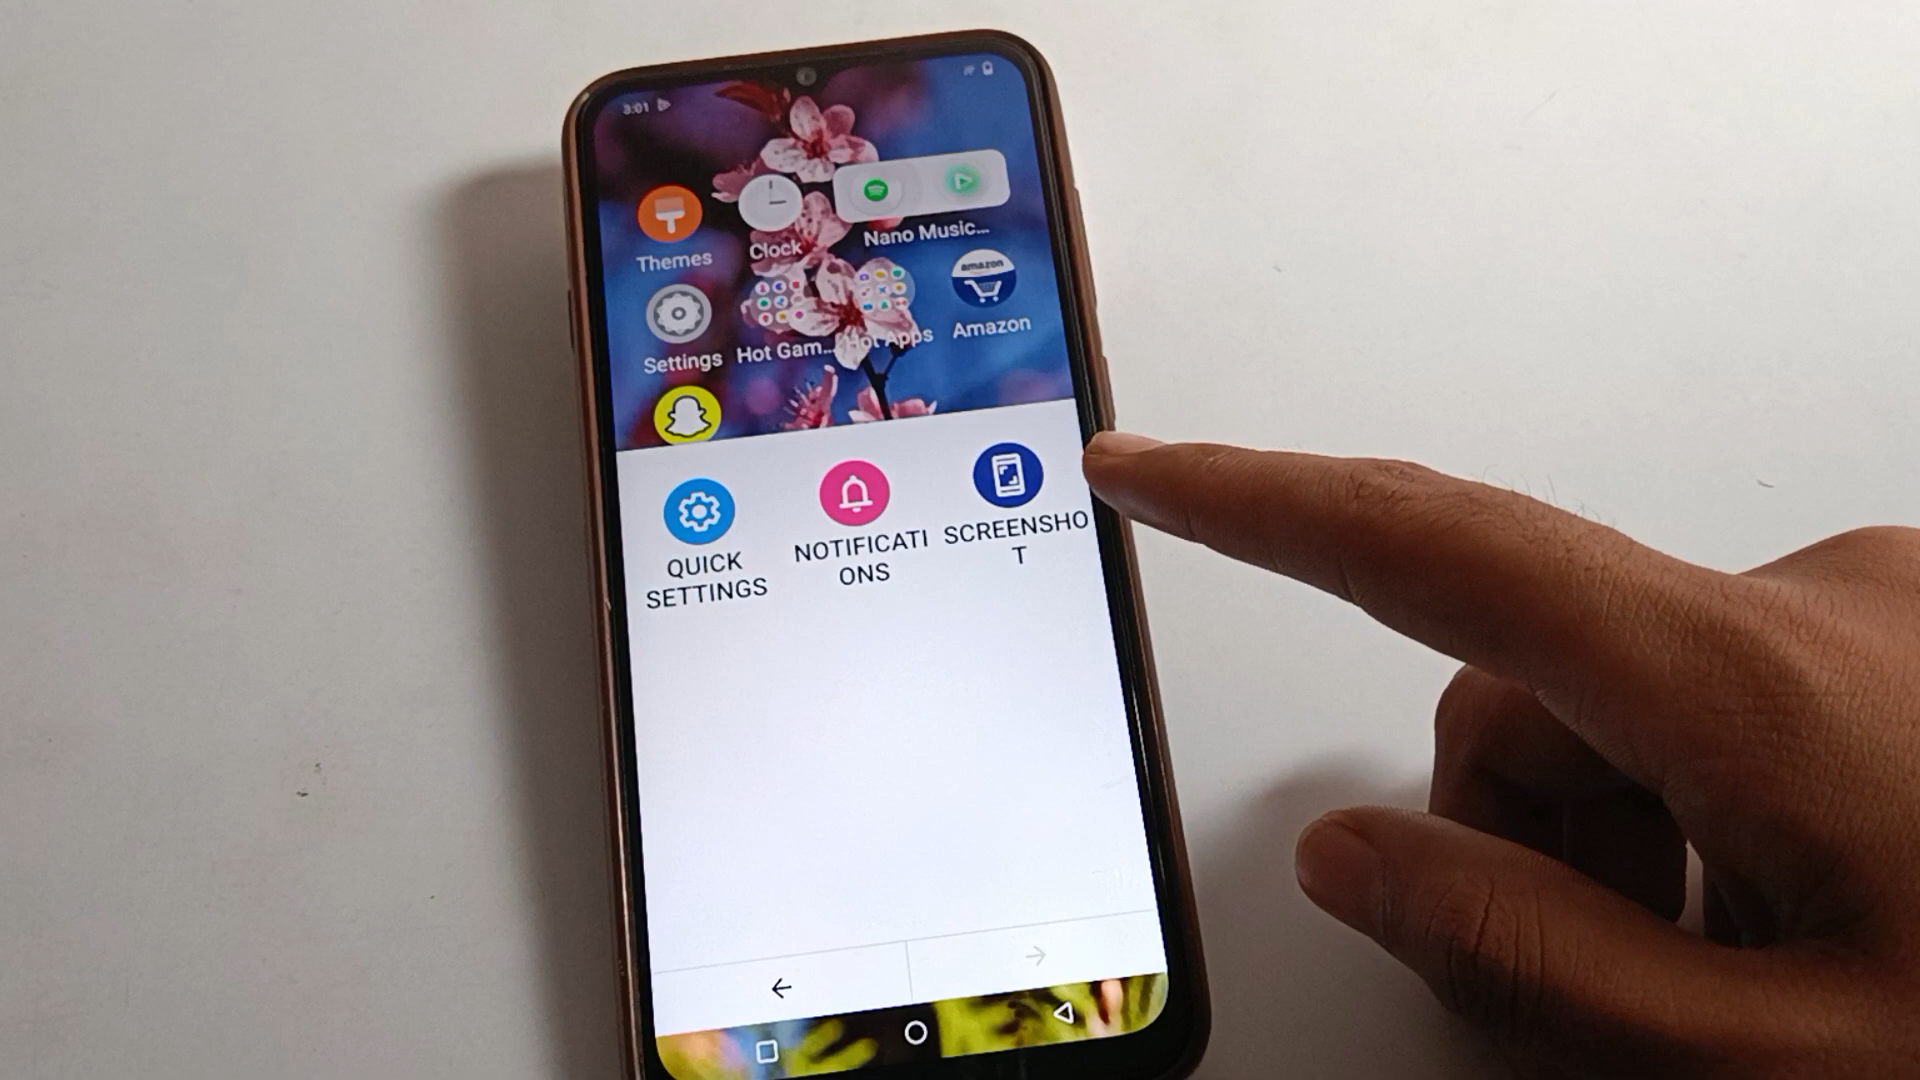 3:01
Themes
Clock
Nano Music...
Settings
Hot Gam...
Hot Apps
amazon
Amazon
QUICK
SETTINGS
NOTIFICATI
ONS
SCREENSHO
T